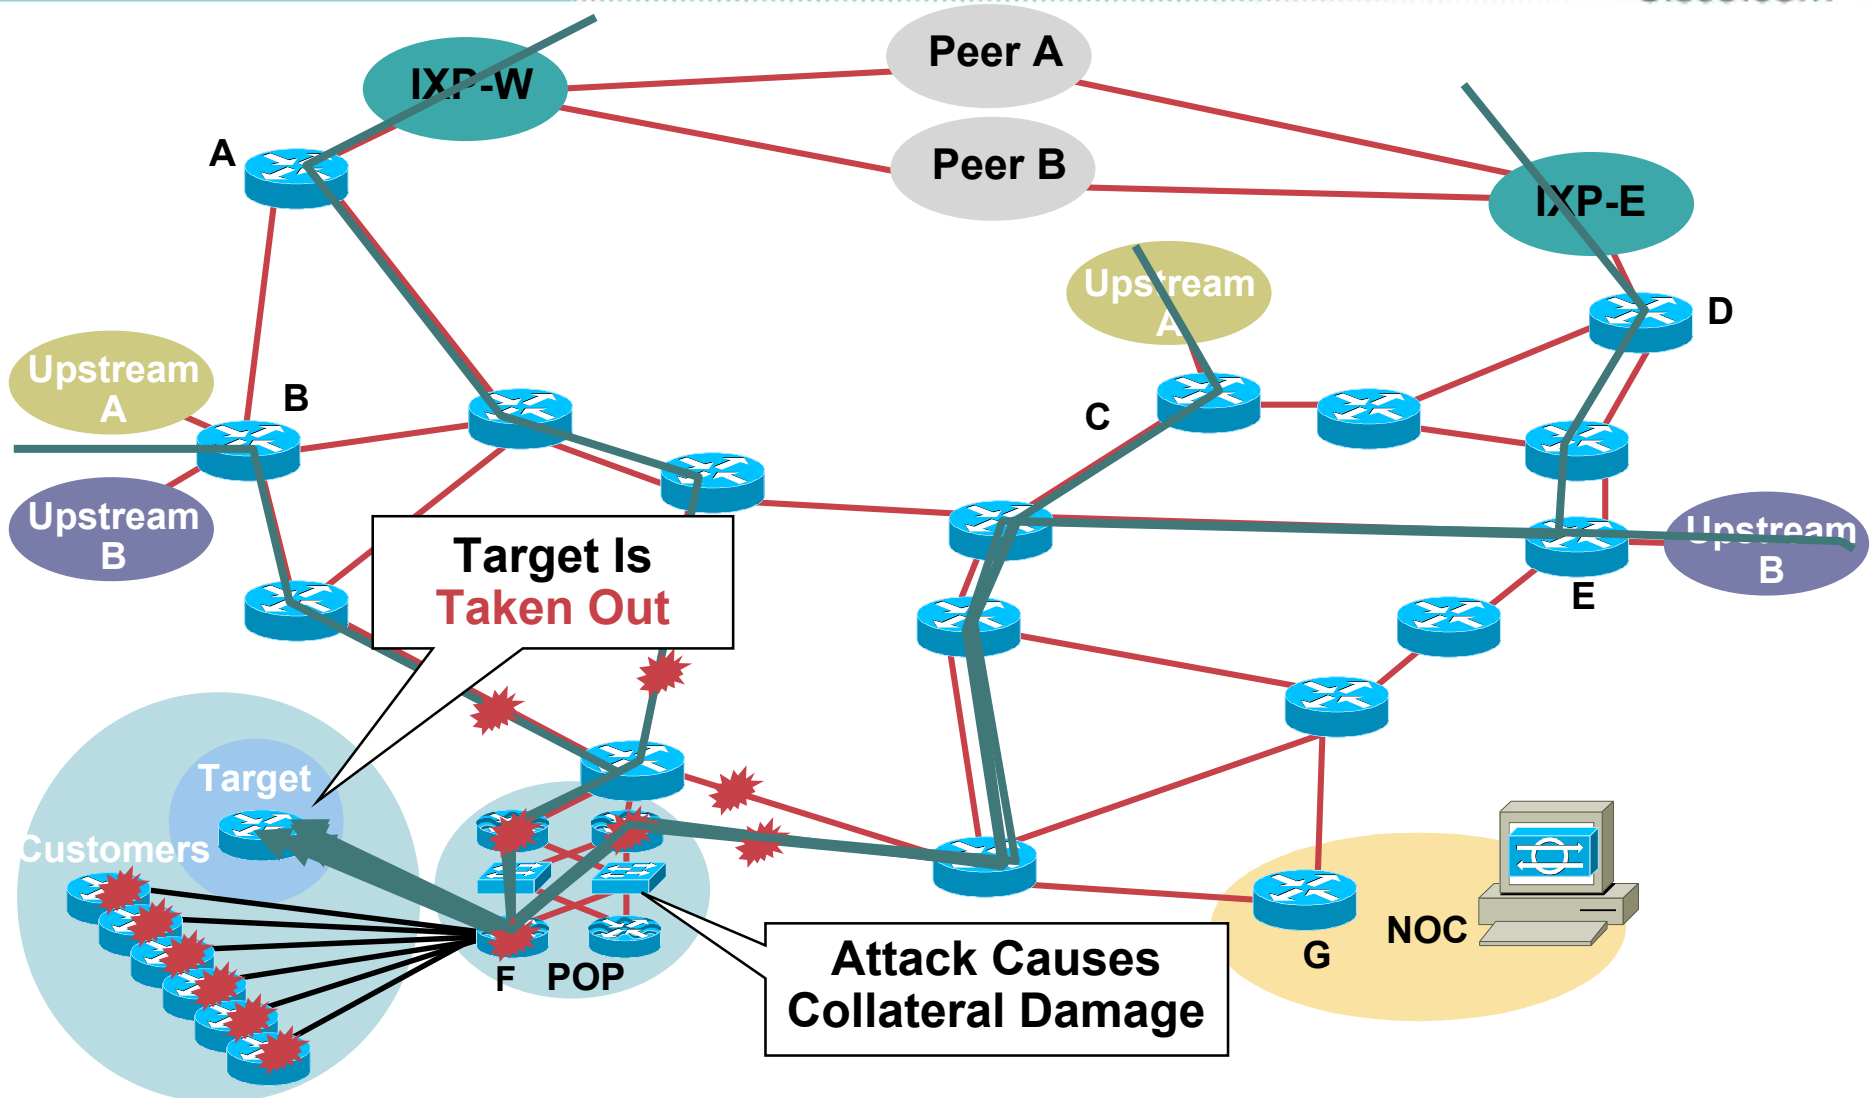 Peer A
IXP-W
Peer B
A
IXP-E
Upstream
A
D
Upstream
A
B
C
Upstream
B
Upstream
B
E
Target Is
Taken Out
Target
Customers
F
POP
Attack Causes
Collateral Damage
G
NOC